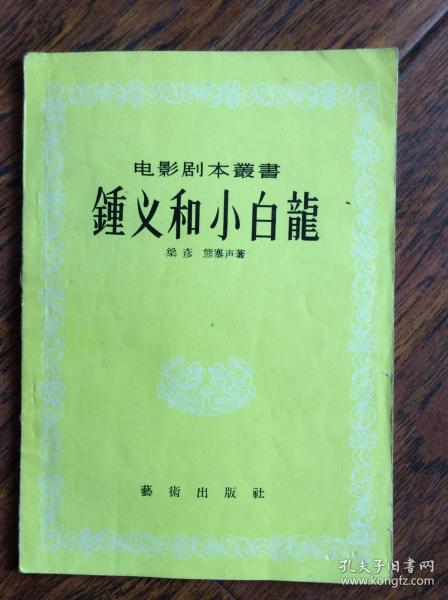 电影剧本叢書
鍾义和小白龍
梁彦 熊塞声著
藝術出版社
孔夫子旧书网
www.kongfz.com